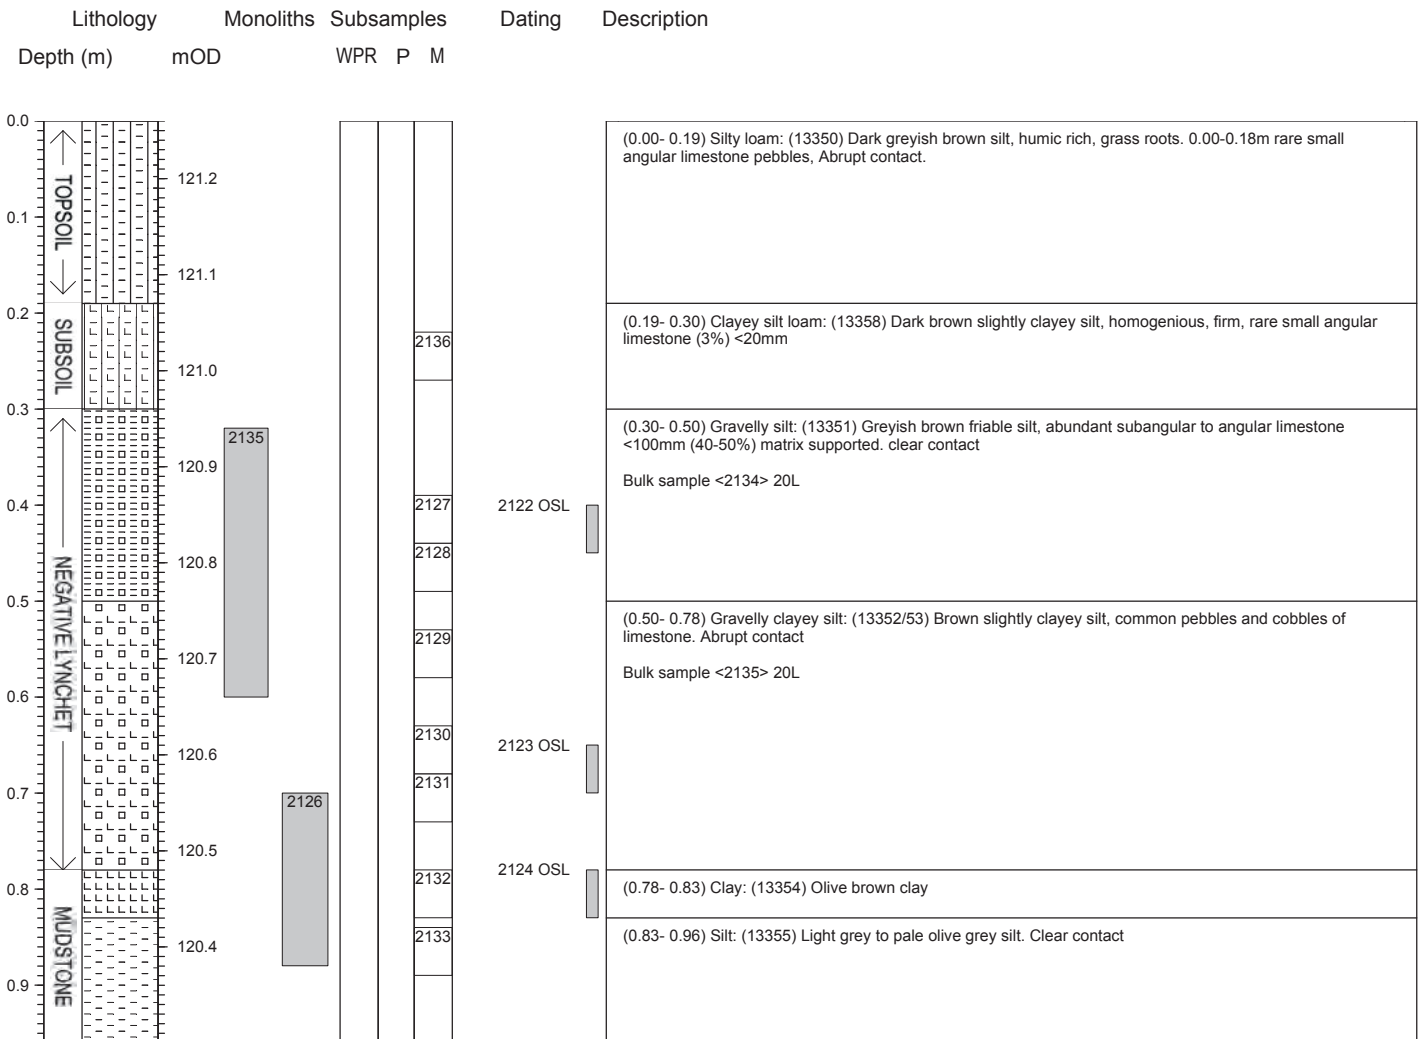 Lithology Monoliths Subsamples Dating Description
Depth (m) mOD WPR P M
0.0
(0.00- 0.19) Silty loam: (13350) Dark greyish brown silt, humic rich, grass roots. 0.00-0.18m rare small
angular limestone pebbles, Abrupt contact.
TOPSOIL
121.2
0.1
121.1
0.2
SUBSOIL
(0.19- 0.30) Clayey silt loam: (13358) Dark brown slightly clayey silt, homogenious, firm, rare small angular
limestone (3%) <20mm
2136
121.0
0.3
(0.30- 0.50) Gravelly silt: (13351) Greyish brown friable silt, abundant subangular to angular limestone
<100mm (40-50%) matrix supported. clear contact
2135
120.9
Bulk sample <2134> 20L
0.4
2127
2122 OSL
2128
120.8
NEGATIVE LYNCHET
0.5
(0.50- 0.78) Gravelly clayey silt: (13352/53) Brown slightly clayey silt, common pebbles and cobbles of
limestone. Abrupt contact
2129
120.7
Bulk sample <2135> 20L
0.6
2130
2123 OSL
120.6
2131
0.7
2126
120.5
2124 OSL
2132
0.8
(0.78- 0.83) Clay: (13354) Olive brown clay
MUDSTONE
2133
(0.83- 0.96) Silt: (13355) Light grey to pale olive grey silt. Clear contact
120.4
0.9